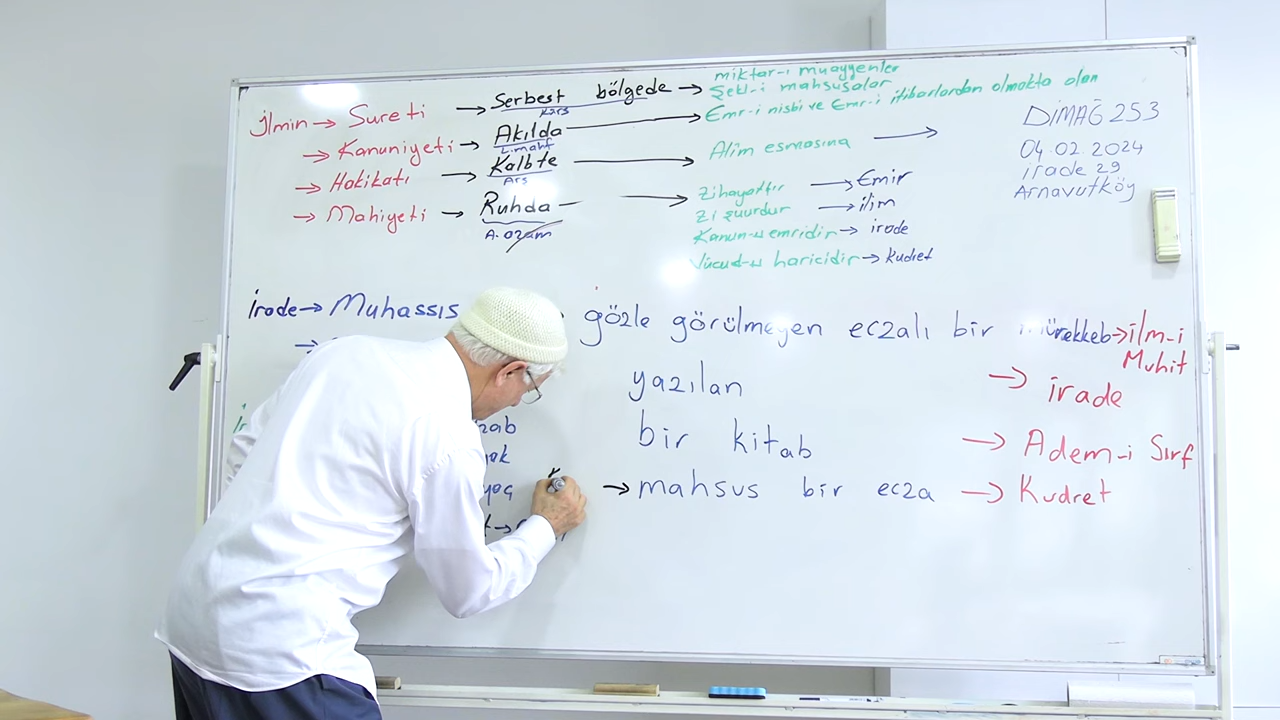 İlmin → Sureti → Serbest bölgede → miktar-ı muayyenler
Kürs
Şekl-i mahsusalar
→ Kanuniyeti → Akılda → Emr-i nisbi ve Emr-i itibarlardan olmakta olan
L.mahf
→ Hakikatı → Kalbte → Alim esmasına →
Arş
→ Mahiyeti → Ruhda → Zihayattır → Emir
A.azam
Zi şuurdur → ilim
Kanun-u emridir → irade
Vücud-u haricidir → Kudret
DİMAĞ 253
04.02.2024
irade 29
Arnavutköy
İrade → Muhassıs
gözle görülmeyen eczalı bir mürekkeb → ilm-i Muhit
yazılan → irade
bir kitab → Adem-i Sırf
→ mahsus bir ecza → Kudret